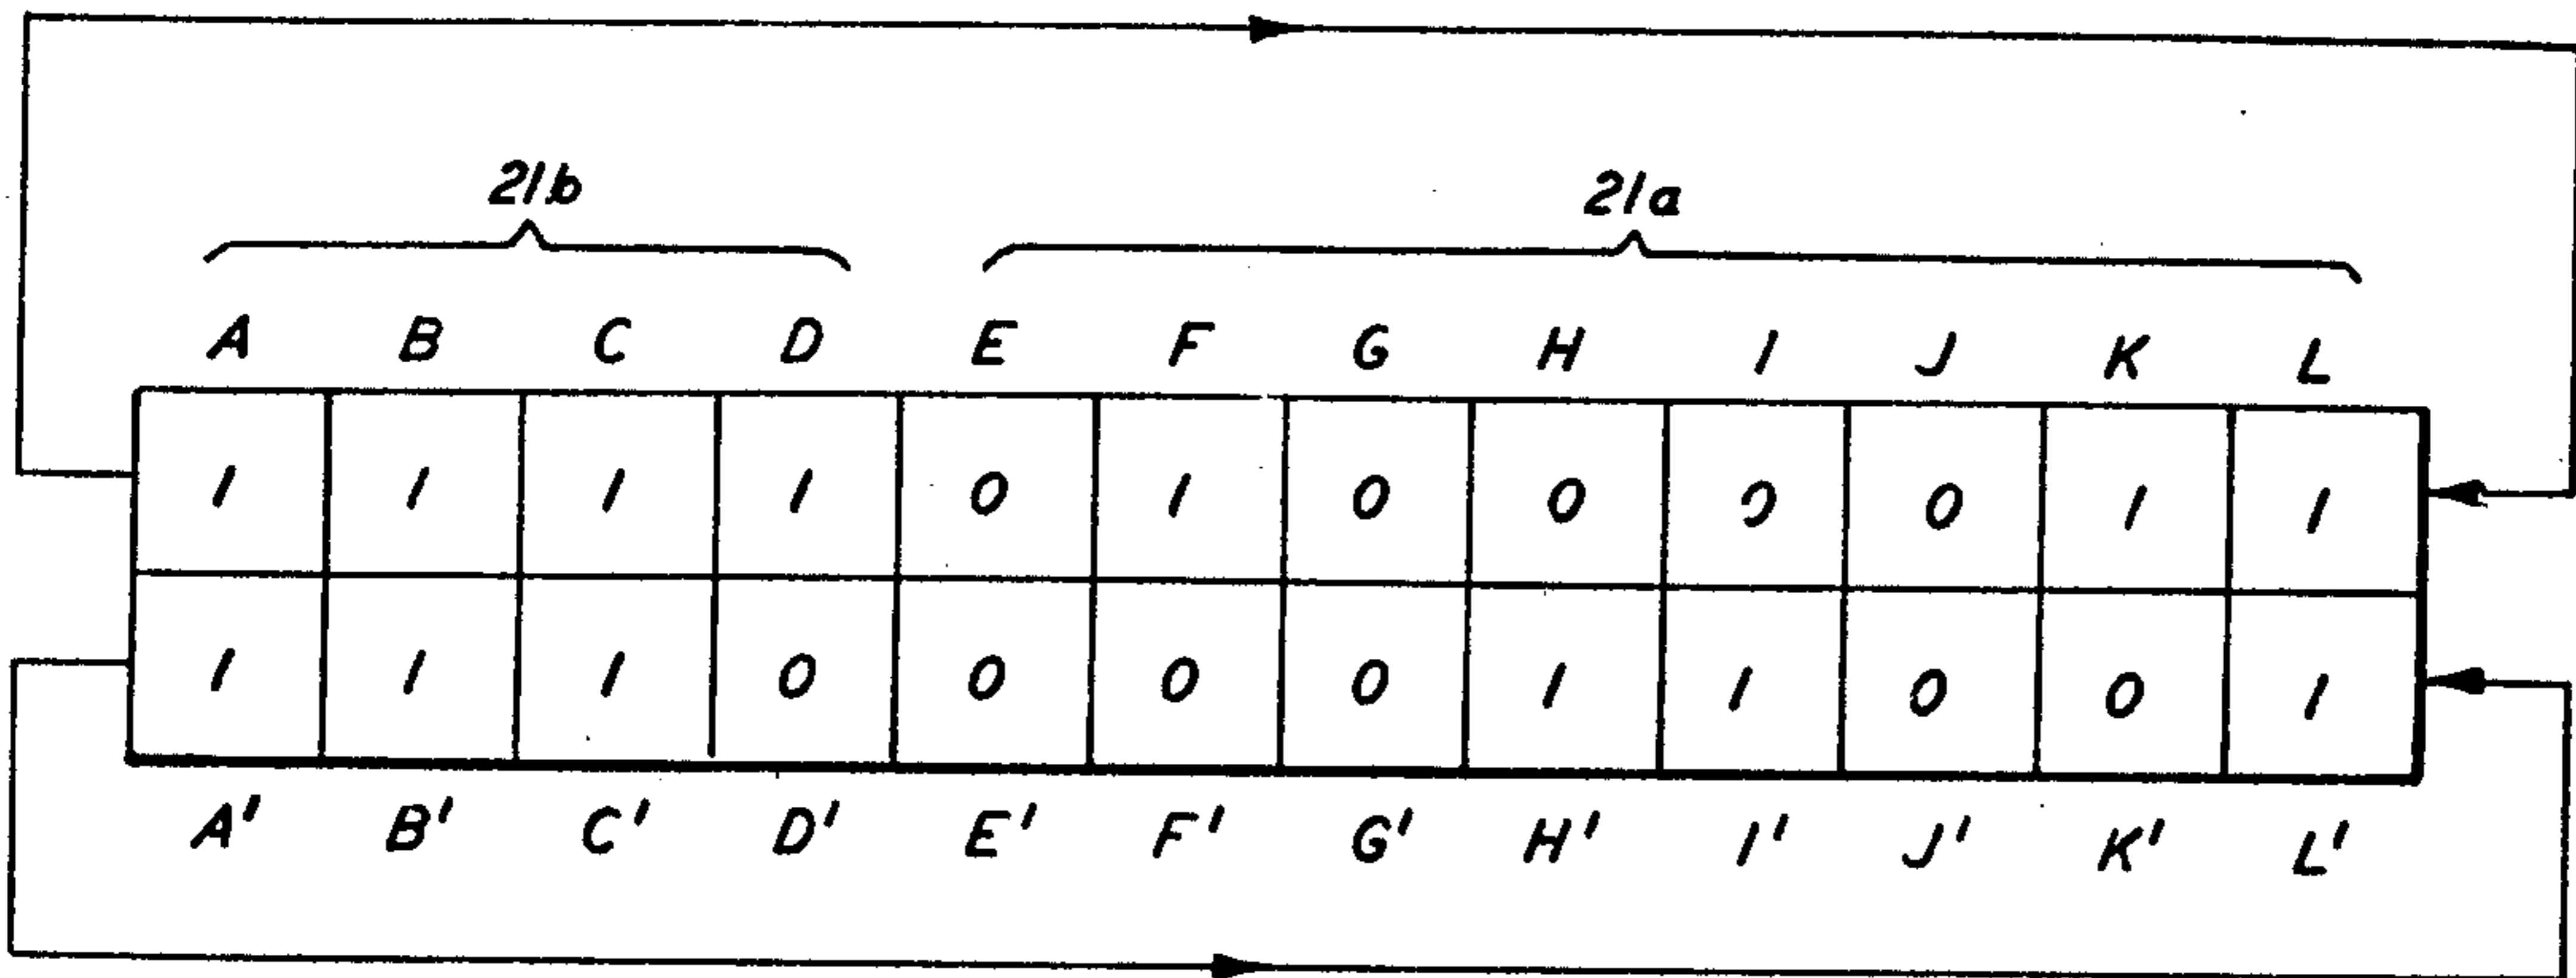 21b 21a
A B C D E F G H I J K L
1 1 1 1 0 1 0 0 0 0 1 1
1 1 1 0 0 0 0 1 1 0 0 1
A' B' C' D' E' F' G' H' I' J' K' L'